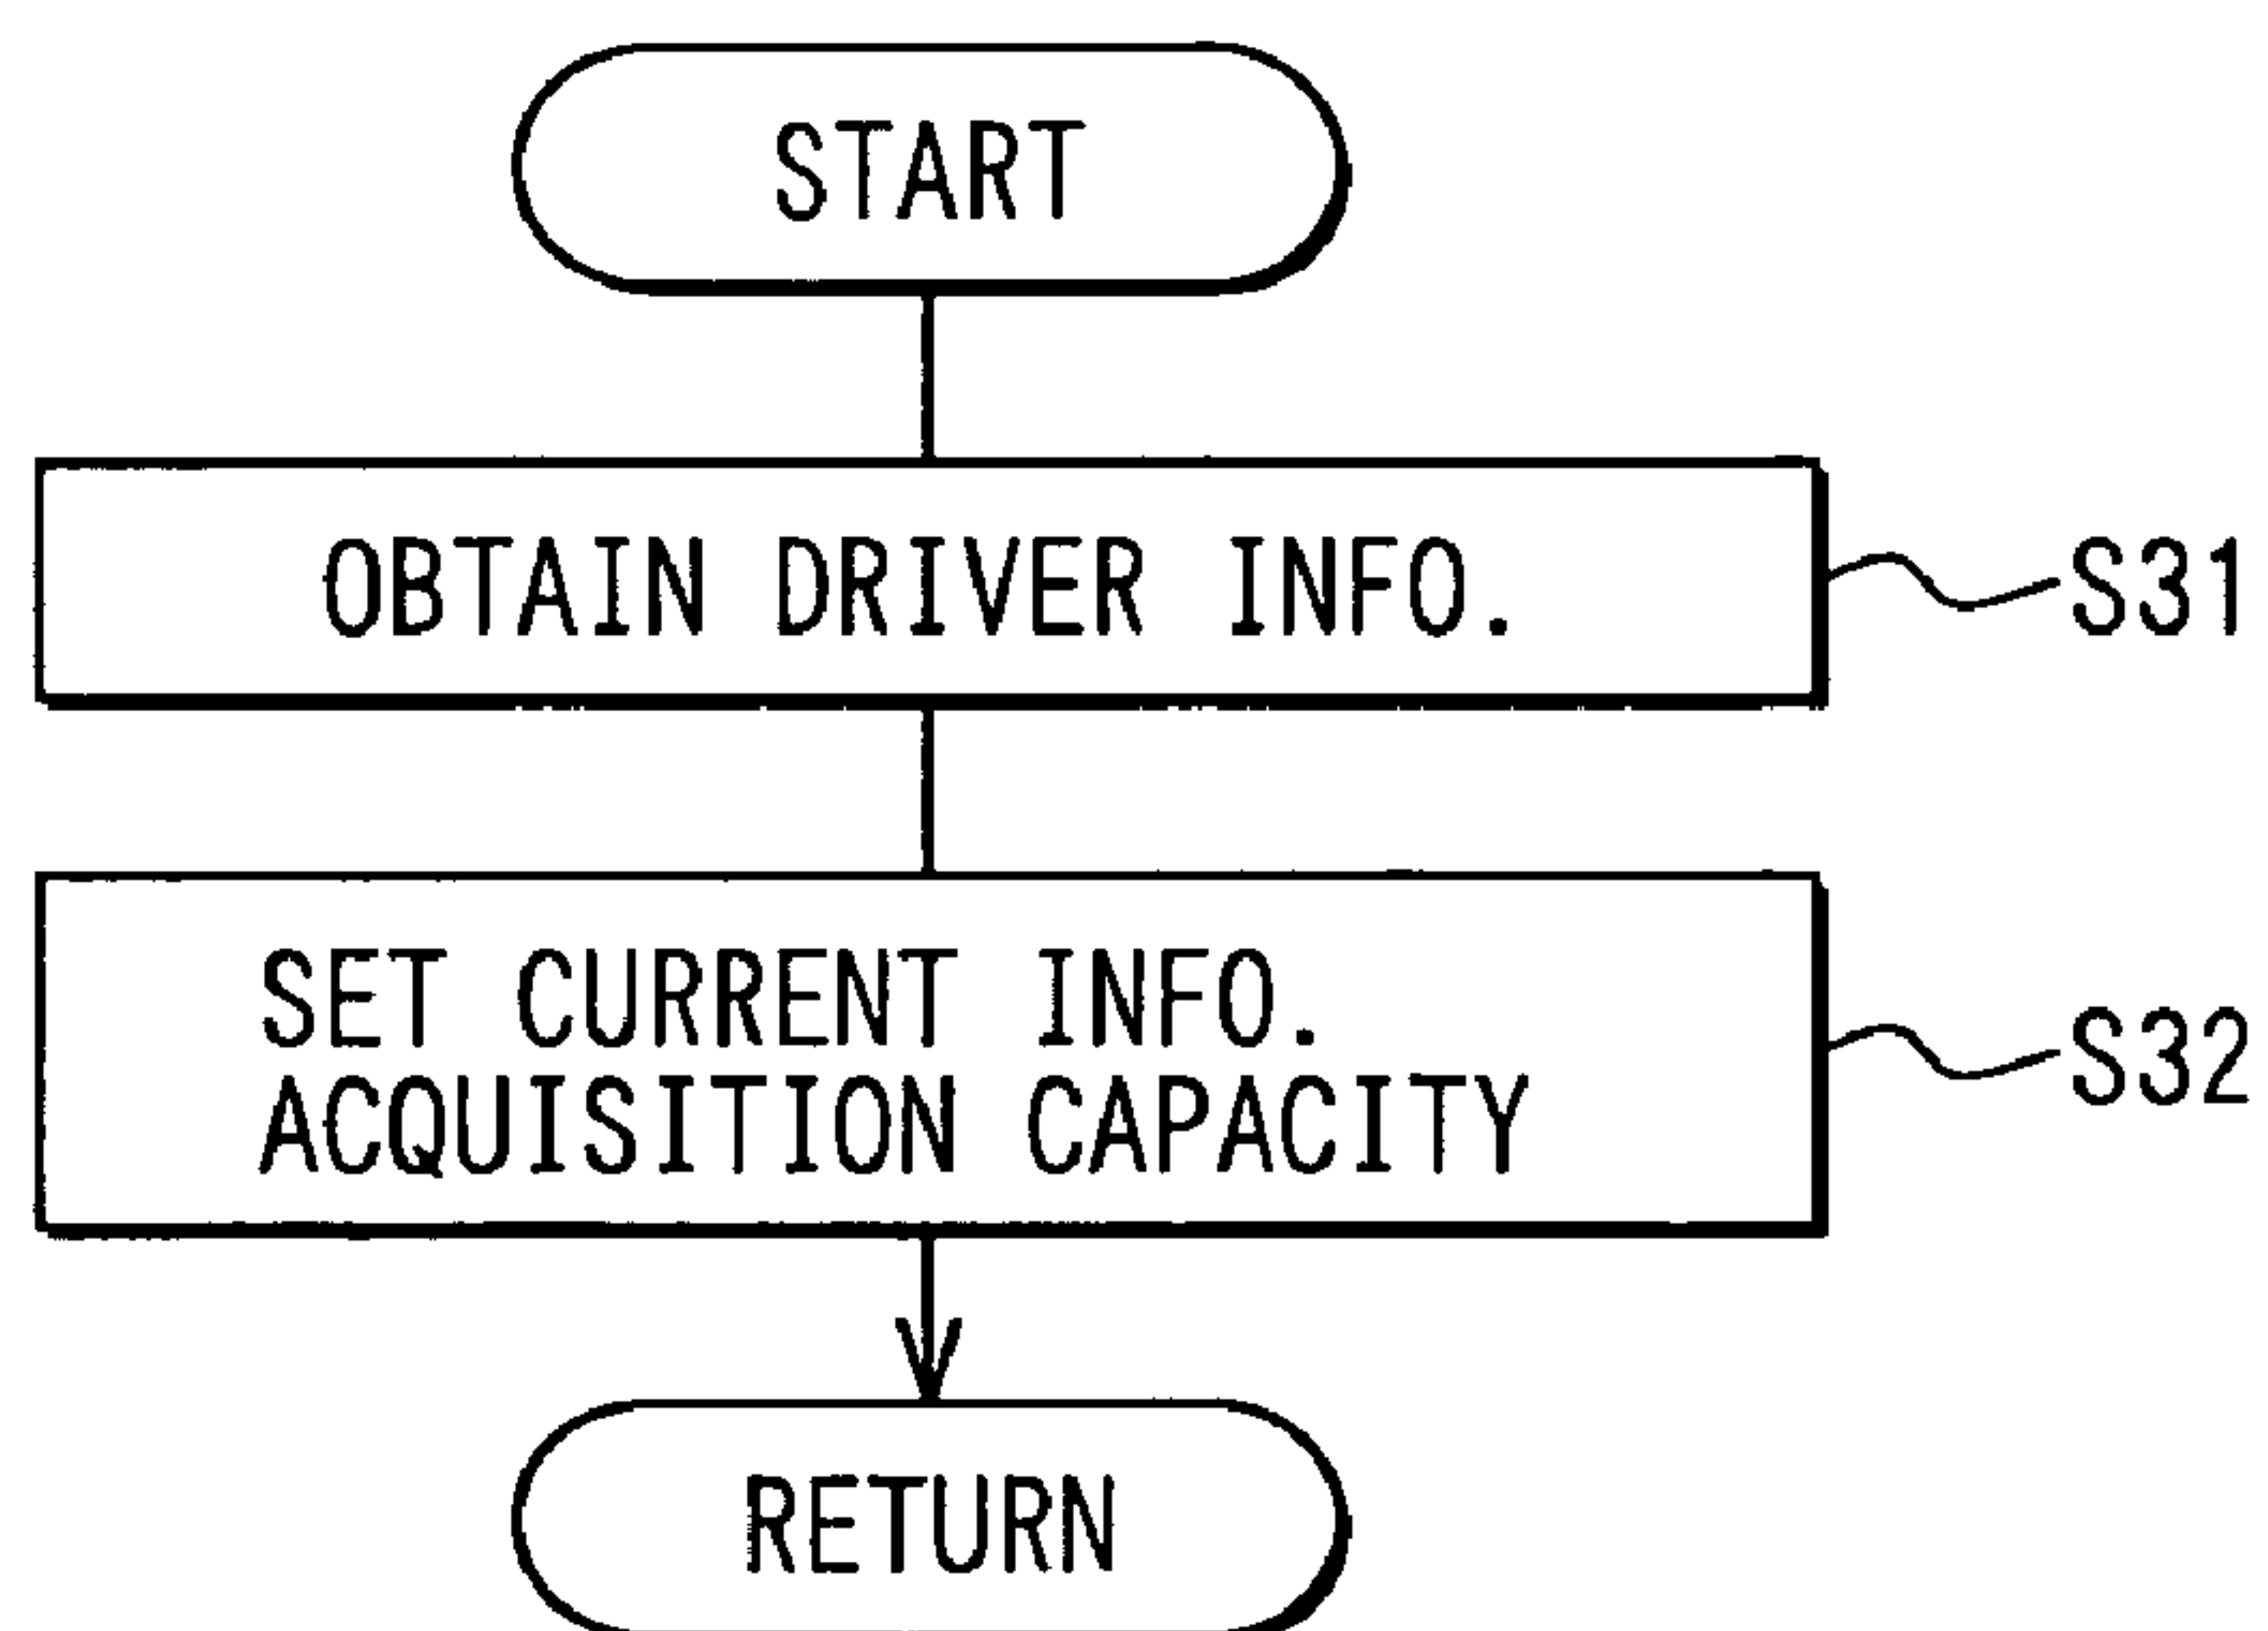 START
OBTAIN DRIVER INFO.
S31
SET CURRENT INFO.
ACQUISITION CAPACITY
S32
RETURN